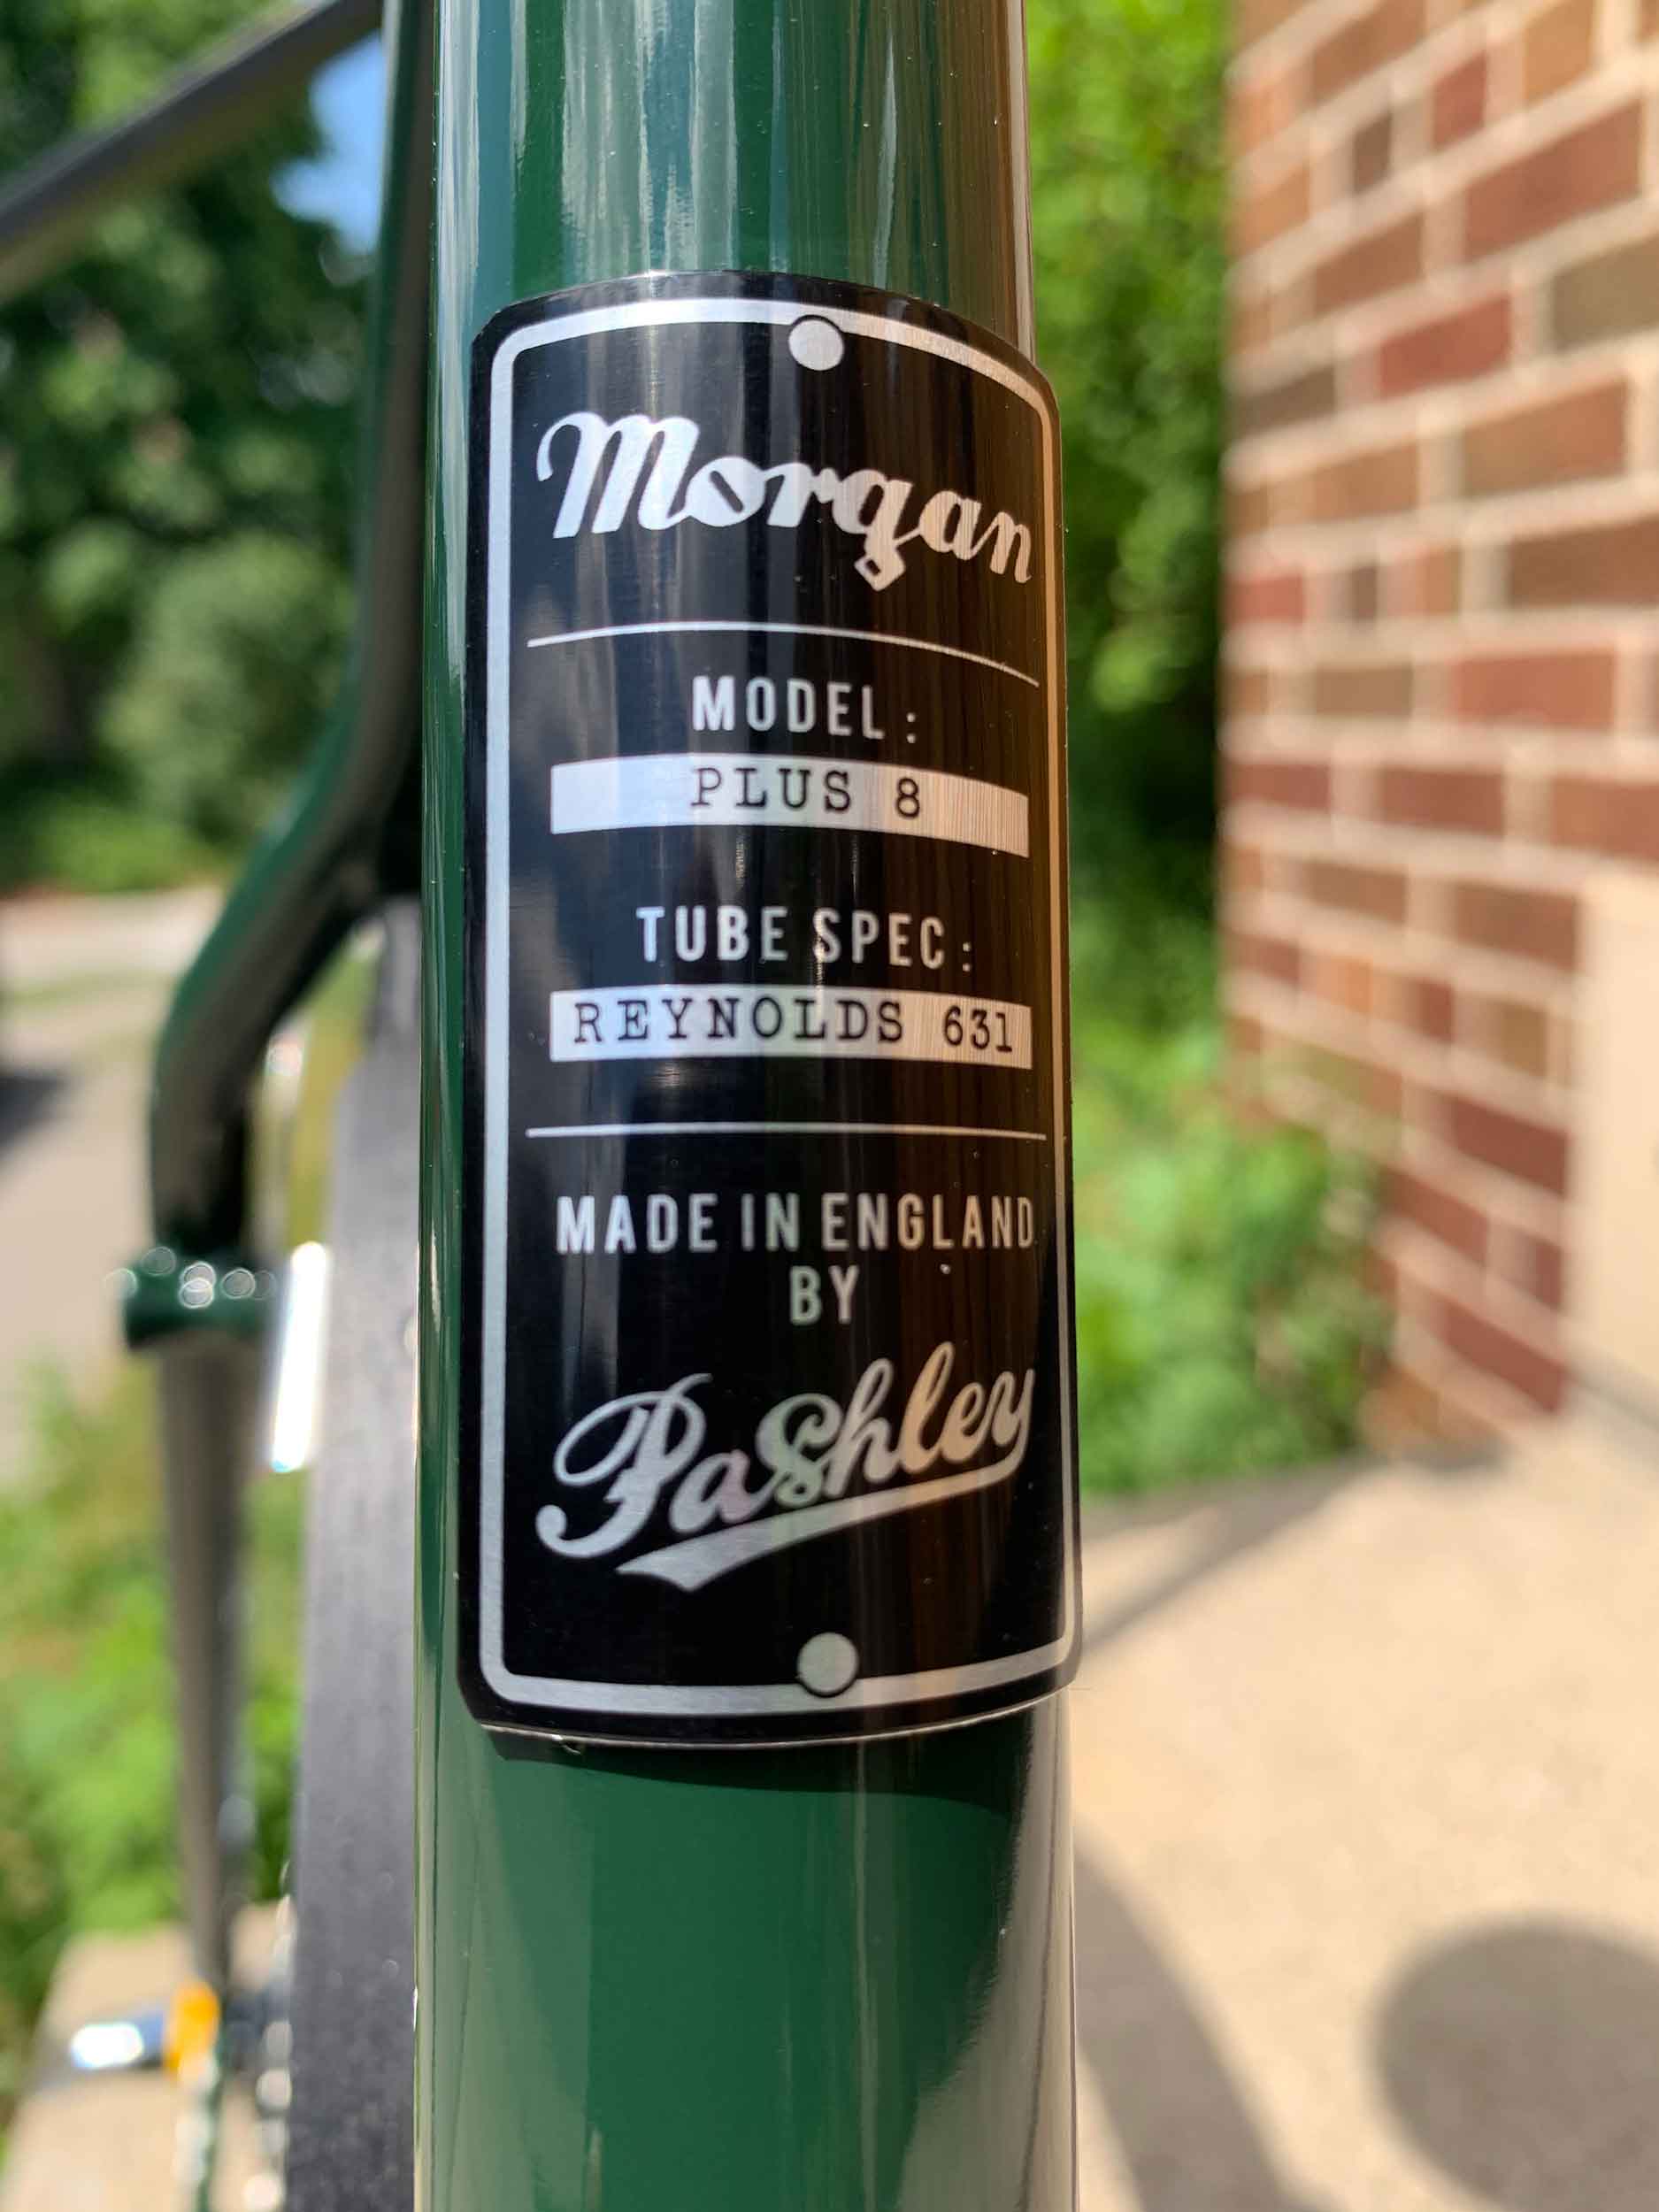 Morgan
MODEL :
PLUS 8
TUBE SPEC :
REYNOLDS 631
MADE IN ENGLAND
BY
Pashley